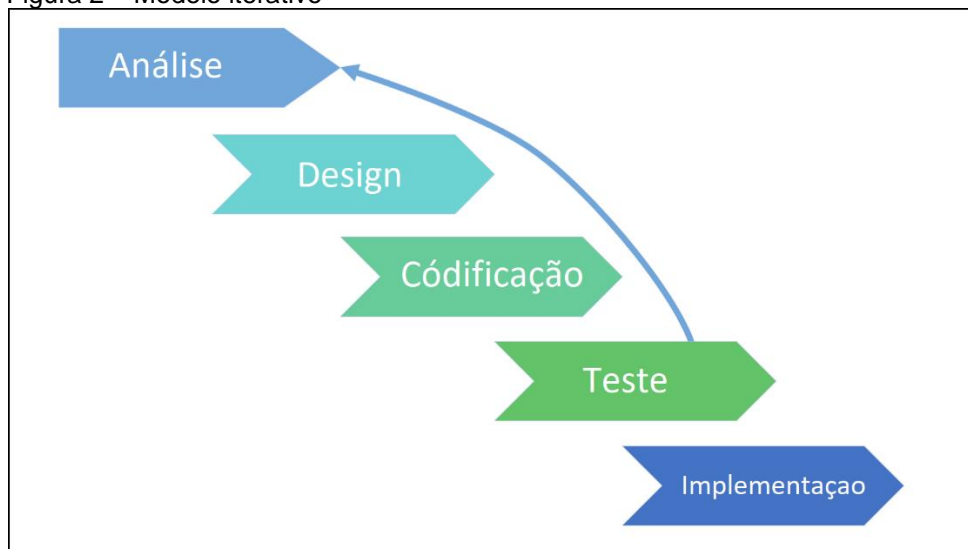 Figura 2 – Modelo iterativo
Análise
Design
Códificação
Teste
Implementaçao